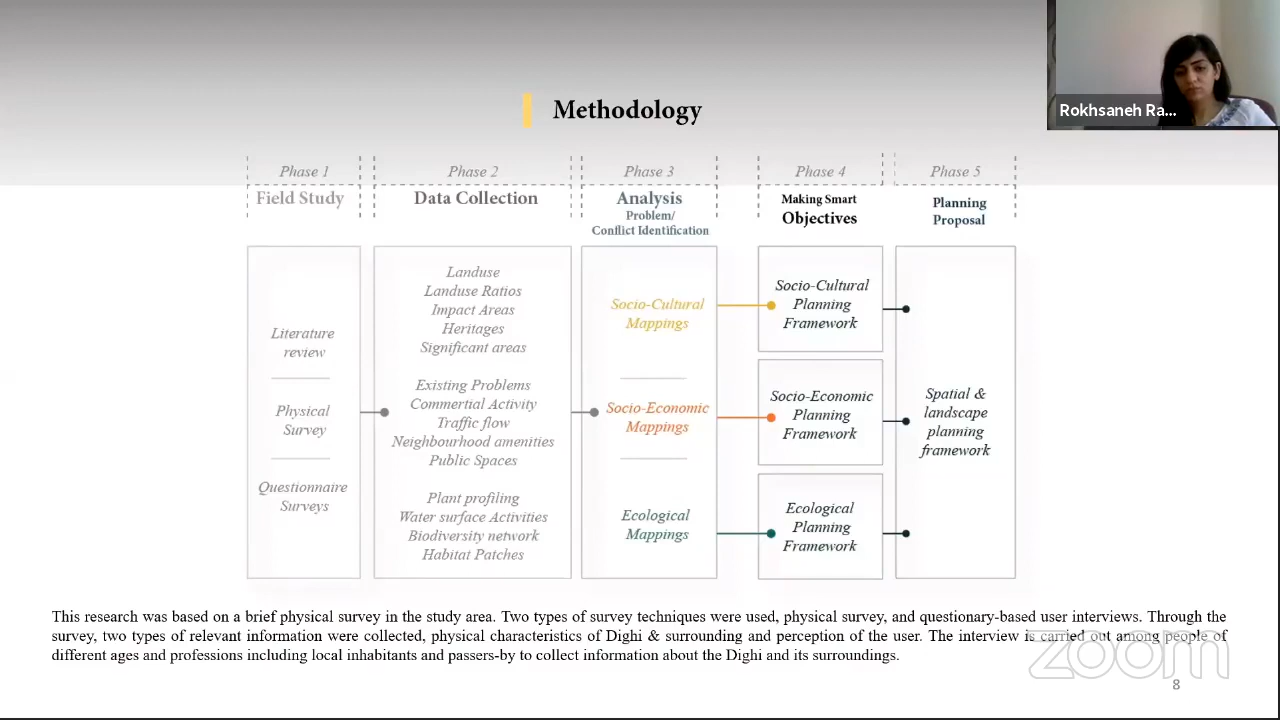 Methodology
Rokhsaneh Ra...
Phase 1
Phase 2
Phase 3
Phase 4
Phase 5
Field Study
Data Collection
Analysis
Problem/
Conflict Identification
Making Smart
Objectives
Planning
Proposal
Literature
review
Physical
Survey
Questionnaire
Surveys
Landuse
Landuse Ratios
Impact Areas
Heritages
Significant areas
Existing Problems
Commertial Activity
Traffic flow
Neighbourhood amenities
Public Spaces
Plant profiling
Water surface Activities
Biodiversity network
Habitat Patches
Socio-Cultural
Mappings
Socio-Economic
Mappings
Ecological
Mappings
Socio-Cultural
Planning
Framework
Socio-Economic
Planning
Framework
Ecological
Planning
Framework
Spatial &
landscape
planning
framework
This research was based on a brief physical survey in the study area. Two types of survey techniques were used, physical survey, and questionary-based user interviews. Through the
survey, two types of relevant information were collected, physical characteristics of Dighi & surrounding and perception of the user. The interview is carried out among people of
different ages and professions including local inhabitants and passers-by to collect information about the Dighi and its surroundings.
zoom
8